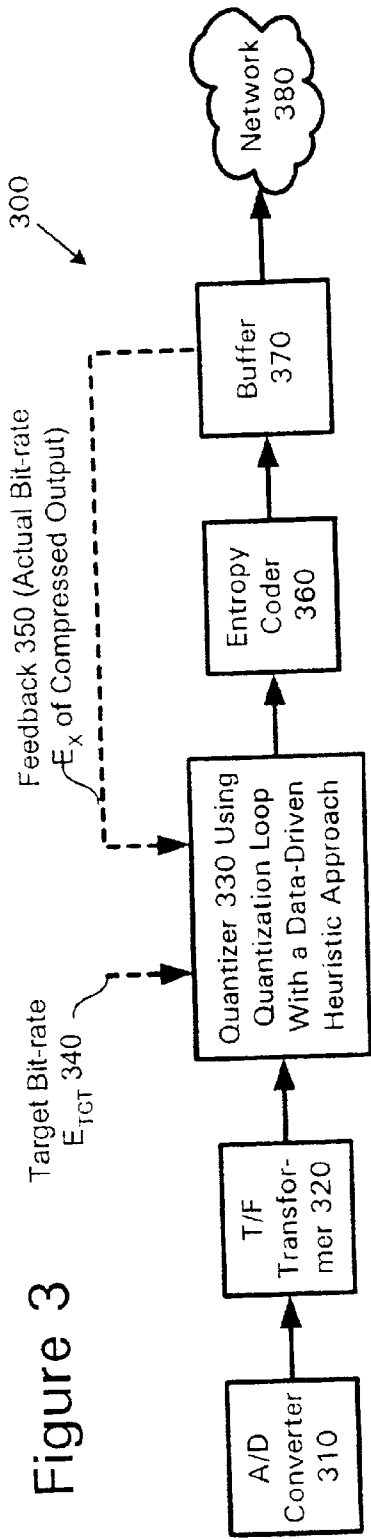 Figure 3
300
Target Bit-rate
E_TCT 340
Feedback 350 (Actual Bit-rate
E_X of Compressed Output)
A/D
Converter
310
T/F
Transfor-
mer 320
Quantizer 330 Using
Quantization Loop
With a Data-Driven
Heuristic Approach
Entropy
Coder
360
Buffer
370
Network
380